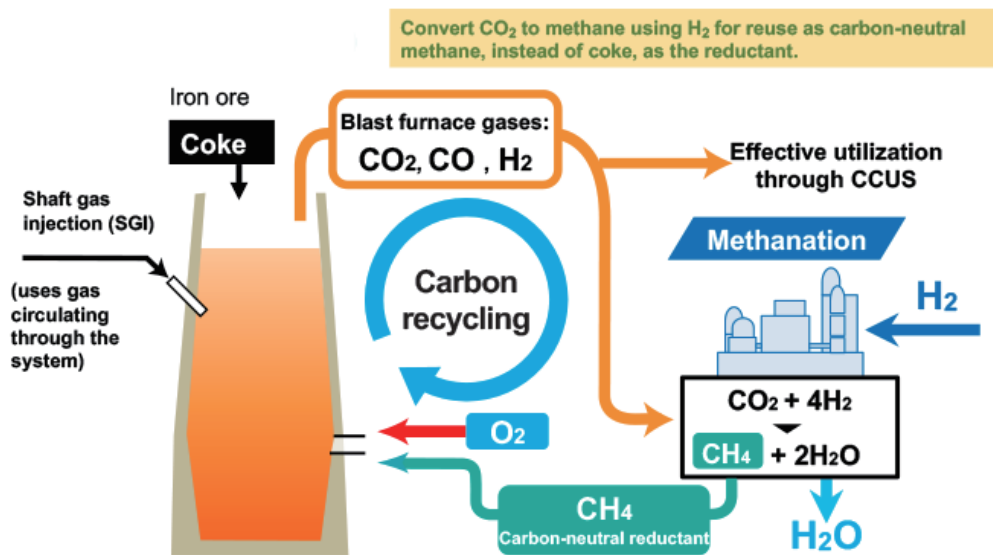 Convert CO₂ to methane using H₂ for reuse as carbon-neutral
methane, instead of coke, as the reductant.
Iron ore
Coke
Blast furnace gases:
CO₂, CO , H₂
Effective utilization
through CCUS
Shaft gas
injection (SGI)
(uses gas
circulating
through the
system)
Carbon
recycling
Methanation
H₂
O₂
CO₂ + 4H₂
CH₄ + 2H₂O
CH₄
Carbon-neutral reductant
H₂O